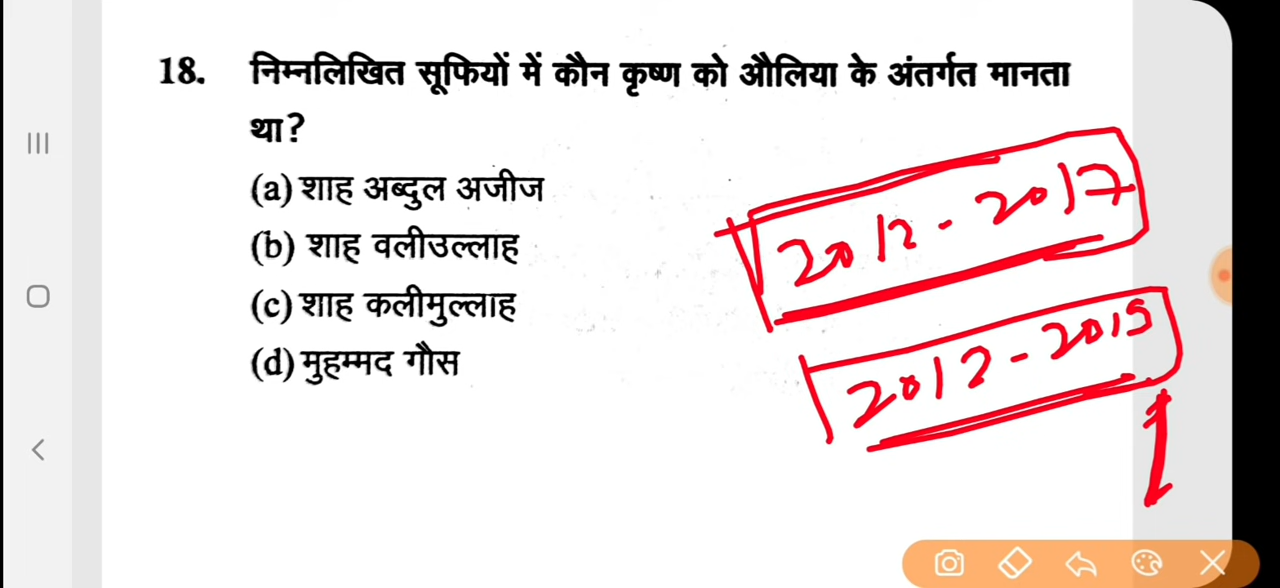 18. निम्नलिखित सूफियों में कौन कृष्ण को औलिया के अंतर्गत मानता
था?
(a) शाह अब्दुल अजीज
(b) शाह वलीउल्लाह
(c) शाह कलीमुल्लाह
(d) मुहम्मद गौस
2012-2017
2012-2015